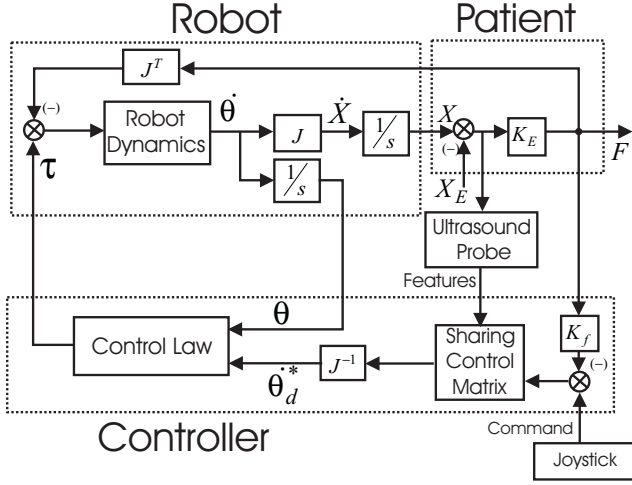 Robot
Patient
Jᵀ
(−)
Robot
Dynamics
θ̇
J
Ẋ
1/s
X
(−)
K_E
F
τ
1/s
X_E
Ultrasound
Probe
Features
θ
Control Law
θ̇*_d
J⁻¹
Sharing
Control
Matrix
K_f
(−)
Controller
Command
Joystick